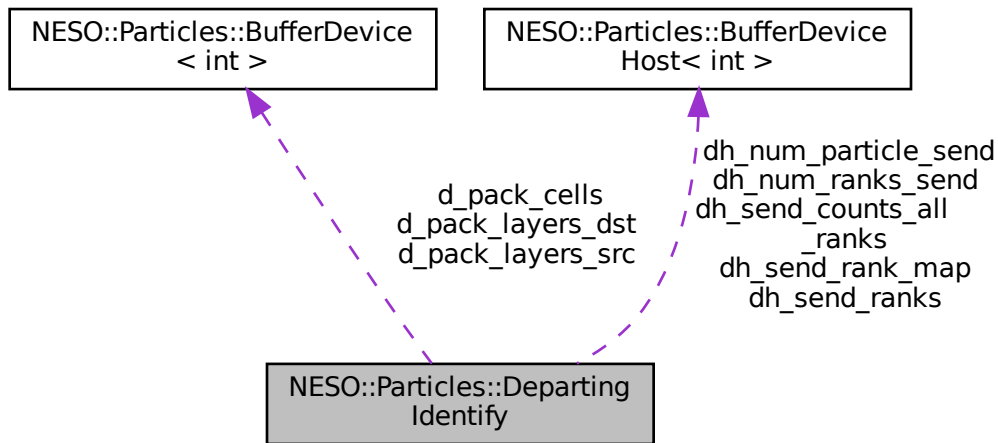 NESO::Particles::BufferDevice
< int >
NESO::Particles::BufferDevice
Host< int >
d_pack_cells
d_pack_layers_dst
d_pack_layers_src
dh_num_particle_send
dh_num_ranks_send
dh_send_counts_all
_ranks
dh_send_rank_map
dh_send_ranks
NESO::Particles::Departing
Identify